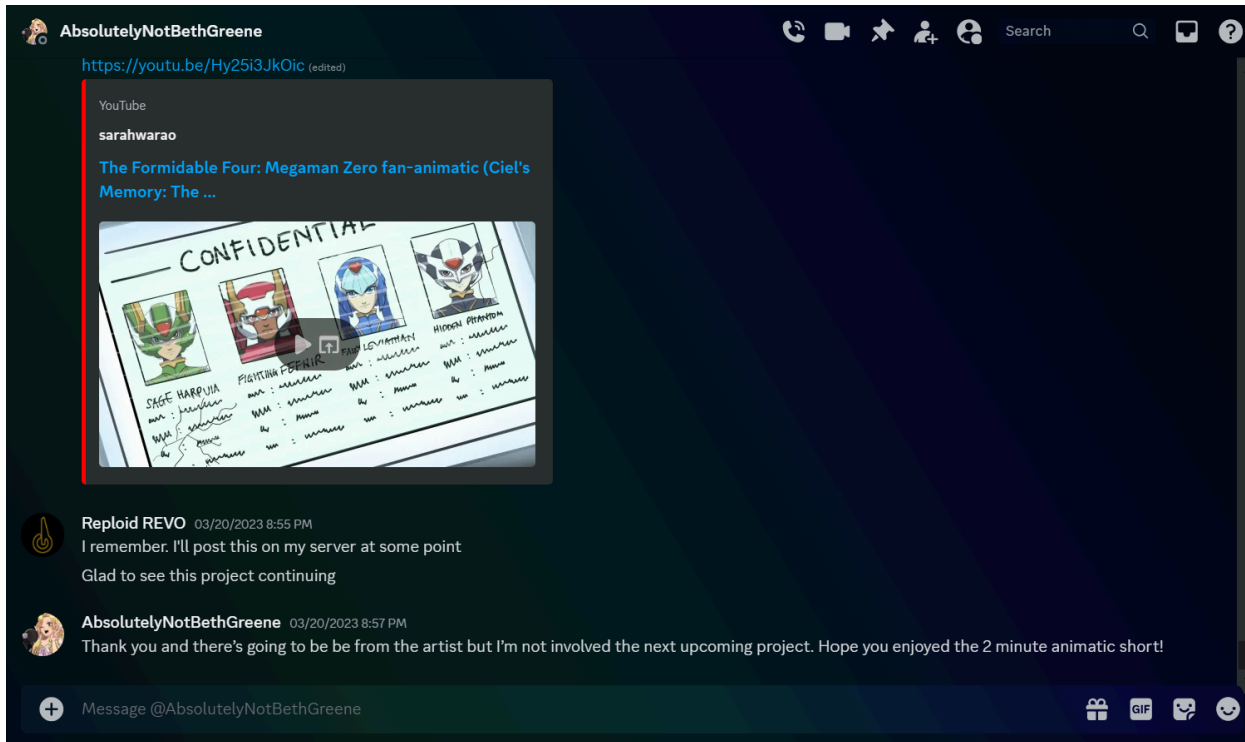 AbsolutelyNotBethGreene
Search
https://youtu.be/Hy25i3JkOic (edited)
YouTube
sarahwarao
The Formidable Four: Megaman Zero fan-animatic (Ciel's
Memory: The ...
CONFIDENTIAL
SAGE HARPUIA
FIGHTING FEFNIR
LEVIATHAN
HIDDEN PHANTOM
Reploid REVO 03/20/2023 8:55 PM
I remember. I'll post this on my server at some point
Glad to see this project continuing
AbsolutelyNotBethGreene 03/20/2023 8:57 PM
Thank you and there’s going to be be from the artist but I’m not involved the next upcoming project. Hope you enjoyed the 2 minute animatic short!
Message @AbsolutelyNotBethGreene
GIF